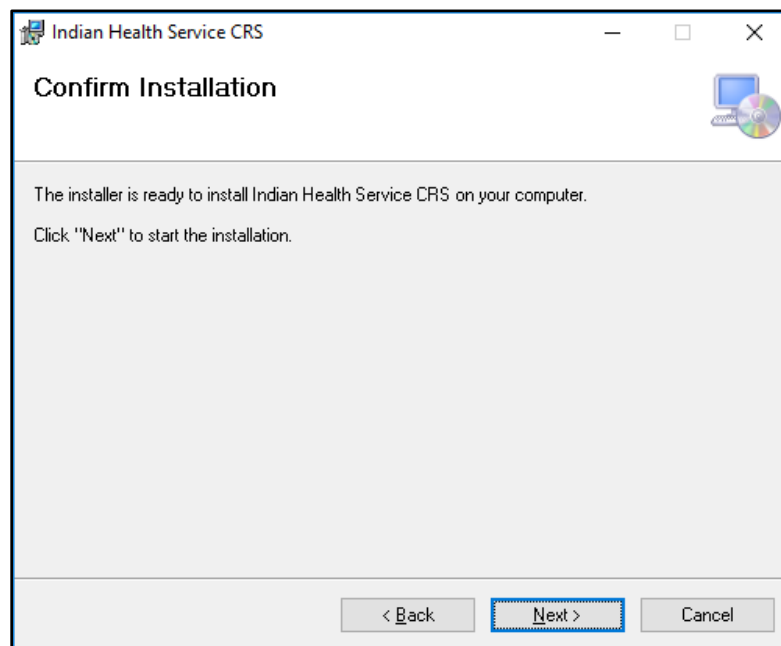 Indian Health Service CRS
Confirm Installation
The installer is ready to install Indian Health Service CRS on your computer.
Click "Next" to start the installation.
< Back
Next >
Cancel